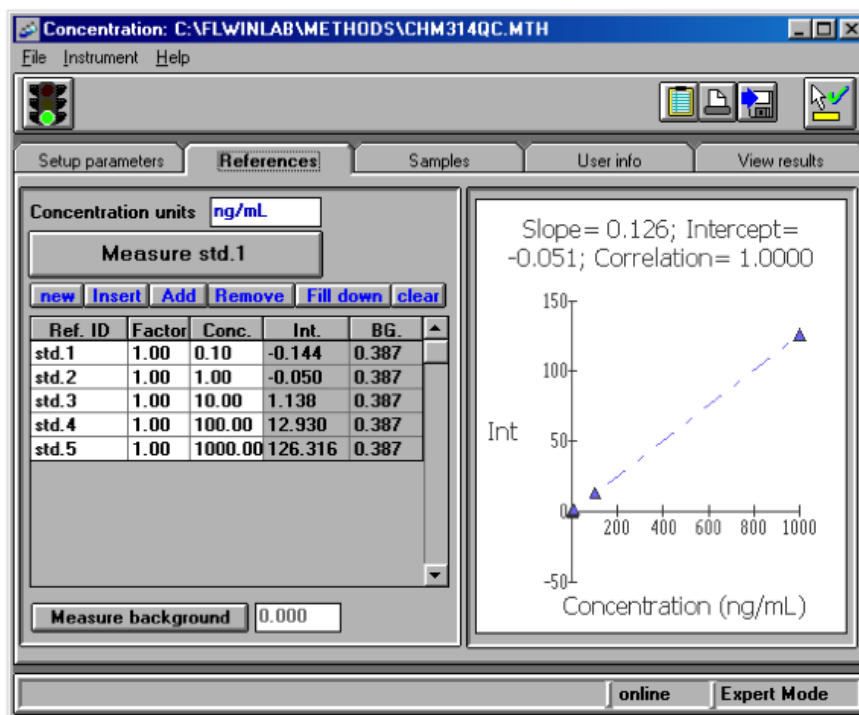 Concentration: C:\FLWINLAB\METHODS\CHM314QC.MTH
File Instrument Help
Setup parameters References Samples User info View results
Concentration units ng/mL
Measure std.1
new Insert Add Remove Fill down clear
Ref. ID Factor Conc. Int. BG.
std.1 1.00 0.10 -0.144 0.387
std.2 1.00 1.00 -0.050 0.387
std.3 1.00 10.00 1.138 0.387
std.4 1.00 100.00 12.930 0.387
std.5 1.00 1000.00 126.316 0.387
Measure background 0.000
Slope= 0.126; Intercept=
-0.051; Correlation= 1.0000
150
100
Int 50
0
200 400 600 800 1000
-50
Concentration (ng/mL)
online Expert Mode